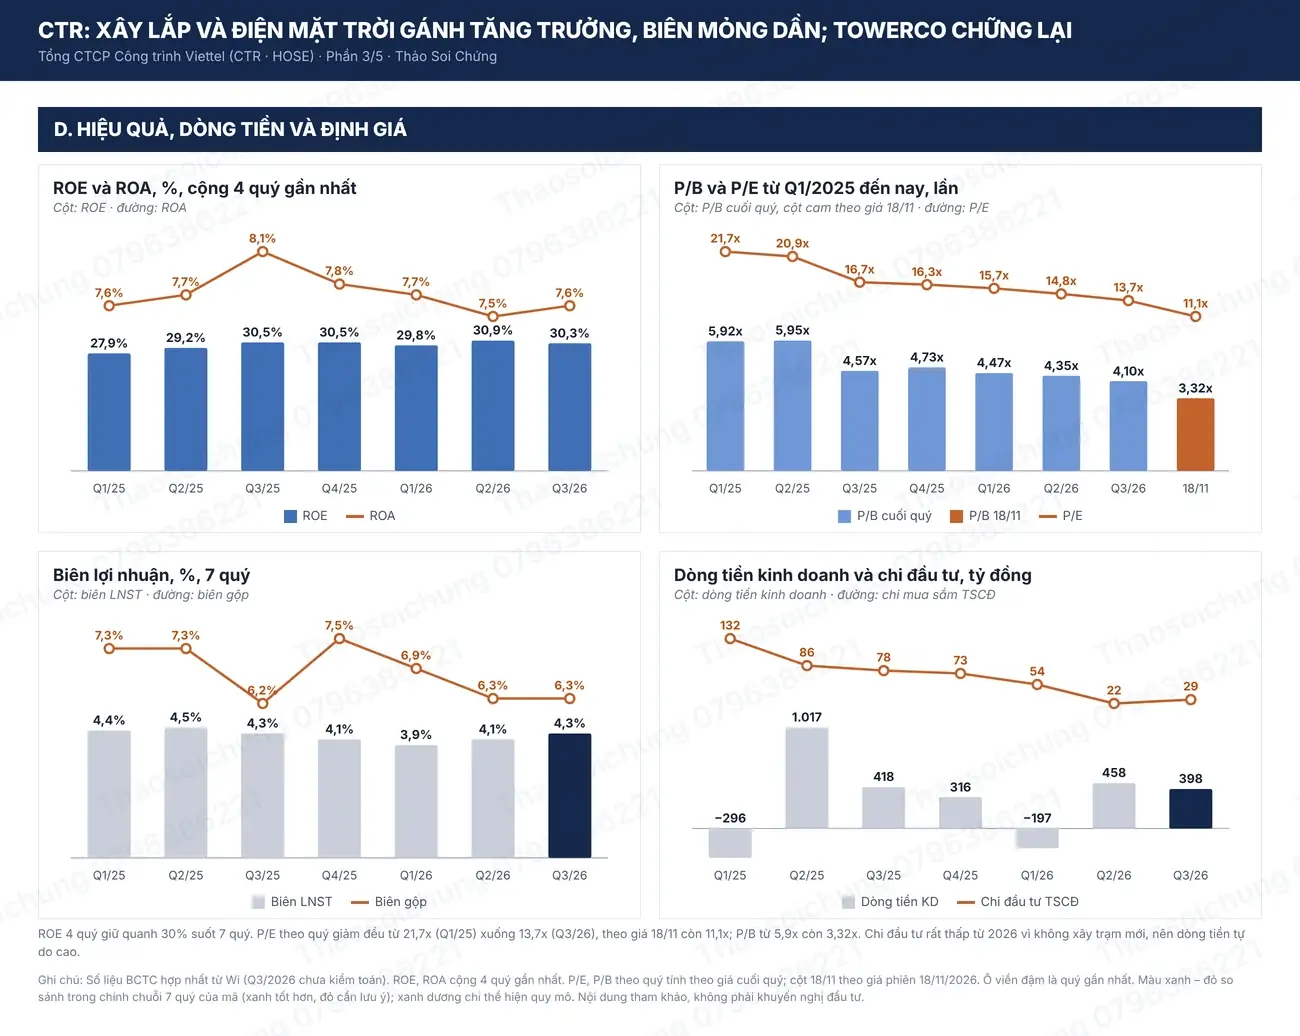 CTR: XÂY LẮP VÀ ĐIỆN MẶT TRỜI GÁNH TĂNG TRƯỞNG, BIÊN MỎNG DẦN; TOWERCO CHỮNG LẠI
Tổng CTCP Công trình Viettel (CTR · HOSE) · Phần 3/5 · Thảo Soi Chứng
D. HIỆU QUẢ, DÒNG TIỀN VÀ ĐỊNH GIÁ
ROE và ROA, %, cộng 4 quý gần nhất
Cột: ROE · đường: ROA
7,6% 7,7% 8,1% 7,8% 7,7% 7,5% 7,6%
27,9% 29,2% 30,5% 30,5% 29,8% 30,9% 30,3%
Q1/25 Q2/25 Q3/25 Q4/25 Q1/26 Q2/26 Q3/26
ROE ROA
P/B và P/E từ Q1/2025 đến nay, lần
Cột: P/B cuối quý, cột cam theo giá 18/11 · đường: P/E
21,7x 20,9x 16,7x 16,3x 15,7x 14,8x 13,7x 11,1x
5,92x 5,95x 4,57x 4,73x 4,47x 4,35x 4,10x 3,32x
Q1/25 Q2/25 Q3/25 Q4/25 Q1/26 Q2/26 Q3/26 18/11
P/B cuối quý P/B 18/11 P/E
Biên lợi nhuận, %, 7 quý
Cột: biên LNST · đường: biên gộp
7,3% 7,3% 6,2% 7,5% 6,9% 6,3% 6,3%
4,4% 4,5% 4,3% 4,1% 3,9% 4,1% 4,3%
Q1/25 Q2/25 Q3/25 Q4/25 Q1/26 Q2/26 Q3/26
Biên LNST Biên gộp
Dòng tiền kinh doanh và chi đầu tư, tỷ đồng
Cột: dòng tiền kinh doanh · đường: chi mua sắm TSCĐ
132 86 78 73 54 22 29
−296 1.017 418 316 −197 458 398
Q1/25 Q2/25 Q3/25 Q4/25 Q1/26 Q2/26 Q3/26
Dòng tiền KD Chi đầu tư TSCĐ
ROE 4 quý giữ quanh 30% suốt 7 quý. P/E theo quý giảm đều từ 21,7x (Q1/25) xuống 13,7x (Q3/26), theo giá 18/11 còn 11,1x; P/B từ 5,9x còn 3,32x. Chi đầu tư rất thấp từ 2026 vì không xây trạm mới, nên dòng tiền tự
do cao.
Ghi chú: Số liệu BCTC hợp nhất từ Wi (Q3/2026 chưa kiểm toán). ROE, ROA cộng 4 quý gần nhất. P/E, P/B theo quý tính theo giá cuối quý; cột 18/11 theo giá phiên 18/11/2026. Ô viền đậm là quý gần nhất. Màu xanh – đỏ so
sánh trong chính chuỗi 7 quý của mã (xanh tốt hơn, đỏ cần lưu ý); xanh dương chỉ thể hiện quy mô. Nội dung tham khảo, không phải khuyến nghị đầu tư.
Thaosoichung 0796386221